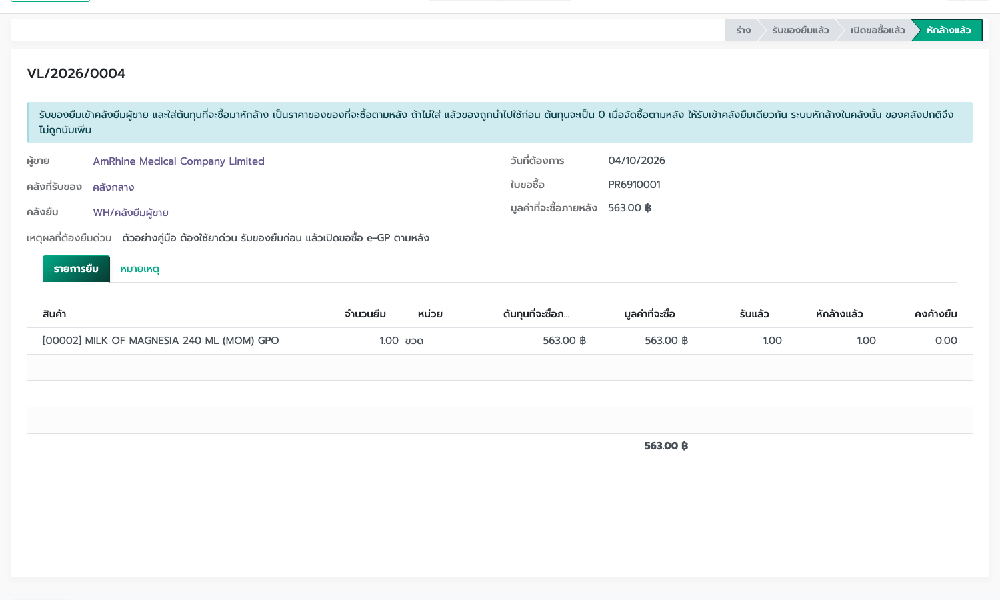 ร่าง รับของยืมแล้ว เปิดขอซื้อแล้ว หักล้างแล้ว
VL/2026/0004
รับของยืมเข้าคลังยืมผู้ขาย และใส่ต้นทุนที่จะซื้อมาหักล้าง เป็นราคาของของที่จะซื้อตามหลัง ถ้าไม่ใส่ แล้วของถูกนำไปใช้ก่อน ต้นทุนจะเป็น 0 เมื่อจัดซื้อตามหลัง ให้รับเข้าคลังยืมเดียวกัน ระบบหักล้างในคลังนั้น ของคลังปกติจึง
ไม่ถูกนับเพิ่ม
ผู้ขาย AmRhine Medical Company Limited วันที่ต้องการ 04/10/2026
คลังที่รับของ คลังกลาง ใบขอซื้อ PR6910001
คลังยืม WH/คลังยืมผู้ขาย มูลค่าที่จะซื้อภายหลัง 563.00 ฿
เหตุผลที่ต้องยืมด่วน ตัวอย่างคู่มือ ต้องใช้ยาด่วน รับของยืมก่อน แล้วเปิดขอซื้อ e-GP ตามหลัง
รายการยืม หมายเหตุ
สินค้า จำนวนยืม หน่วย ต้นทุนที่จะซื้อภ... มูลค่าที่จะซื้อ รับแล้ว หักล้างแล้ว คงค้างยืม
[00002] MILK OF MAGNESIA 240 ML (MOM) GPO 1.00 ขวด 563.00 ฿ 563.00 ฿ 1.00 1.00 0.00
563.00 ฿